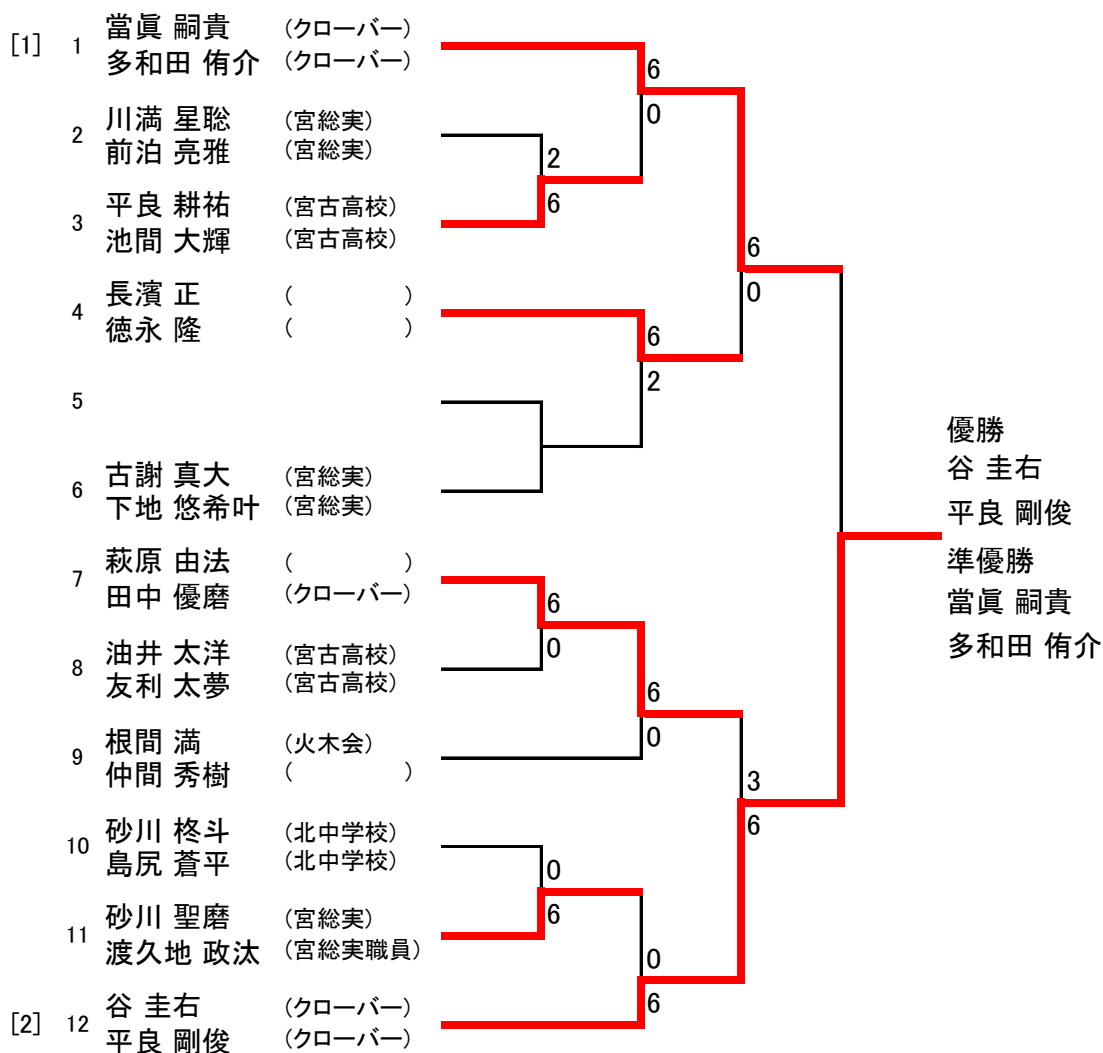 [1] 1 當眞 嗣貴 (クローバー)
多和田 侑介 (クローバー)
6
0
2 川満 星聡 (宮総実)
前泊 亮雅 (宮総実)
2
6
3 平良 耕祐 (宮古高校)
池間 大輝 (宮古高校)
6
0
4 長濱 正 ( )
徳永 隆 ( )
6
2
5
6 古謝 真大 (宮総実)
下地 悠希叶 (宮総実)
優勝
谷 圭右
平良 剛俊
準優勝
當眞 嗣貴
多和田 侑介
7 萩原 由法 ( )
田中 優磨 (クローバー)
6
0
8 油井 太洋 (宮古高校)
友利 太夢 (宮古高校)
6
0
9 根間 満 (火木会)
仲間 秀樹 ( )
3
6
10 砂川 柊斗 (北中学校)
島尻 蒼平 (北中学校)
0
6
11 砂川 聖磨 (宮総実)
渡久地 政汰 (宮総実職員)
0
6
[2] 12 谷 圭右 (クローバー)
平良 剛俊 (クローバー)